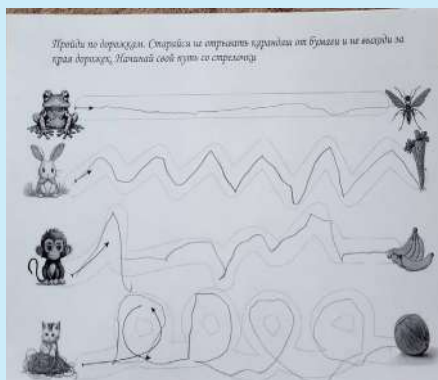 Пройди по дорожкам. Старайся не отрывать карандаш от бумаги и не выходи за
края дорожек. Начинай свой путь со стрелочки